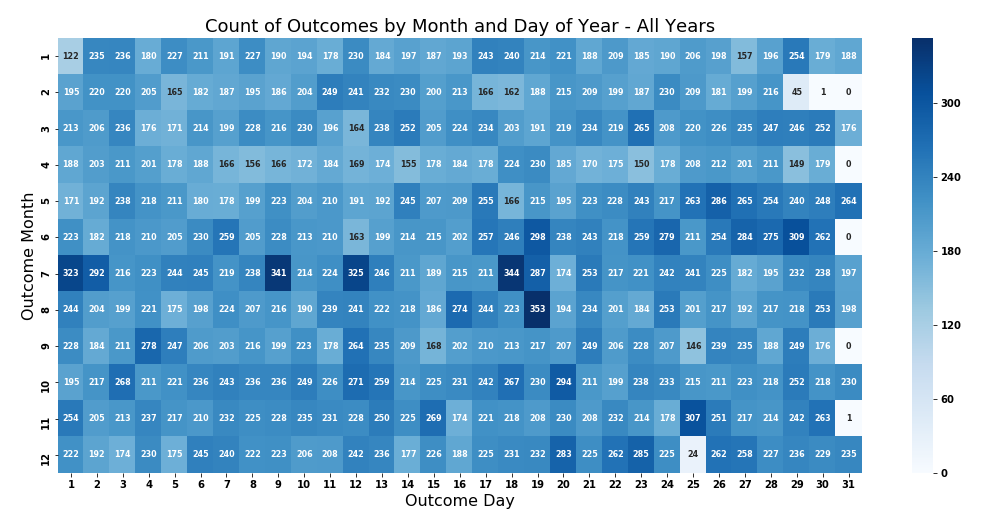 Count of Outcomes by Month and Day of Year - All Years
1 122 235 236 180 227 211 191 227 190 194 178 230 184 197 187 193 243 240 214 221 188 209 185 190 206 198 157 196 254 179 188
2 195 220 220 205 165 182 187 195 186 204 249 241 232 230 200 213 166 162 188 215 209 199 187 230 209 181 199 216 45 1 0
3 213 206 236 176 171 214 199 228 216 230 196 164 238 252 205 224 234 203 191 219 234 219 265 208 220 226 235 247 246 252 176
4 188 203 211 201 178 188 166 156 166 172 184 169 174 155 178 184 178 224 230 185 170 175 150 178 208 212 201 211 149 179 0
5 171 192 238 218 211 180 178 199 223 204 210 191 192 245 207 209 255 166 215 195 223 228 243 217 263 286 265 254 240 248 264
6 223 182 218 210 205 230 259 205 228 213 210 163 199 214 215 202 257 246 298 238 243 218 259 279 211 254 284 275 309 262 0
7 323 292 216 223 244 245 219 238 341 214 224 325 246 211 189 215 211 344 287 174 253 217 221 242 241 225 182 195 232 238 197
8 244 204 199 221 175 198 224 207 216 190 239 241 222 218 186 274 244 223 353 194 234 201 184 253 201 217 192 217 218 253 198
9 228 184 211 278 247 206 203 216 199 223 178 264 235 209 168 202 210 213 217 207 249 206 228 207 146 239 235 188 249 176 0
10 195 217 268 211 221 236 243 236 236 249 226 271 259 214 225 231 242 267 230 294 211 199 238 233 215 211 223 218 252 218 230
11 254 205 213 237 217 210 232 225 228 235 231 228 250 225 269 174 221 218 208 230 208 232 214 178 307 251 217 214 242 263 1
12 222 192 174 230 175 245 240 222 223 206 208 242 236 177 226 188 225 231 232 283 225 262 285 225 24 262 258 227 236 229 235
1 2 3 4 5 6 7 8 9 10 11 12 13 14 15 16 17 18 19 20 21 22 23 24 25 26 27 28 29 30 31
Outcome Day
Outcome Month
300
240
180
120
60
0